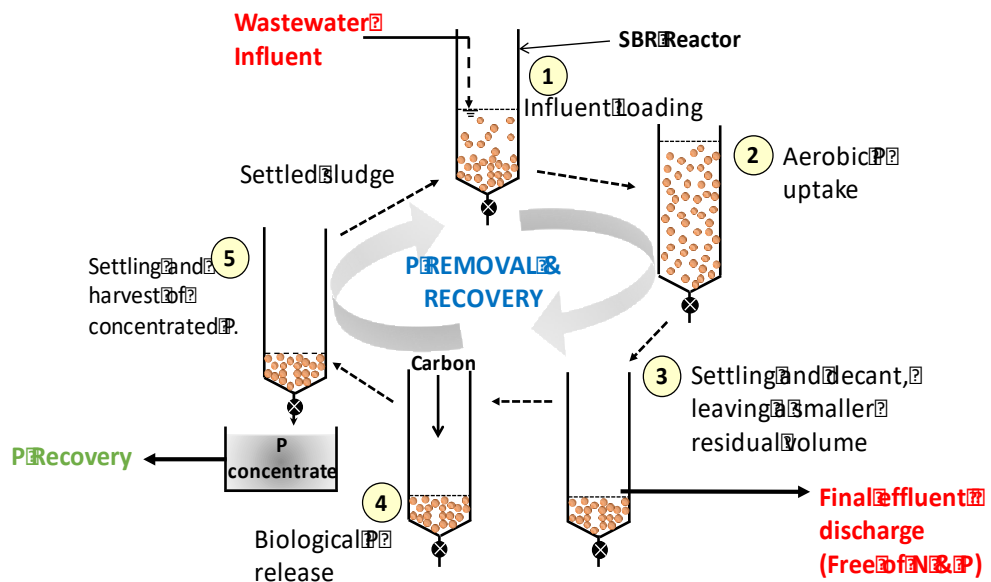 Wastewater⍰
Influent
SBR⍰Reactor
1
Influent⍰Loading
2
Aerobic⍰P⍰
uptake
Settled⍰sludge
5
Settling⍰and⍰
harvest⍰of⍰
concentrated⍰P.
P⍰REMOVAL⍰&
RECOVERY
Carbon
3
Settling⍰and⍰decant,⍰
leaving⍰a⍰smaller⍰
residual⍰volume
P⍰Recovery
P
concentrate
4
Biological⍰P⍰
release
Final⍰effluent⍰
discharge
(Free⍰of⍰N⍰&⍰P)